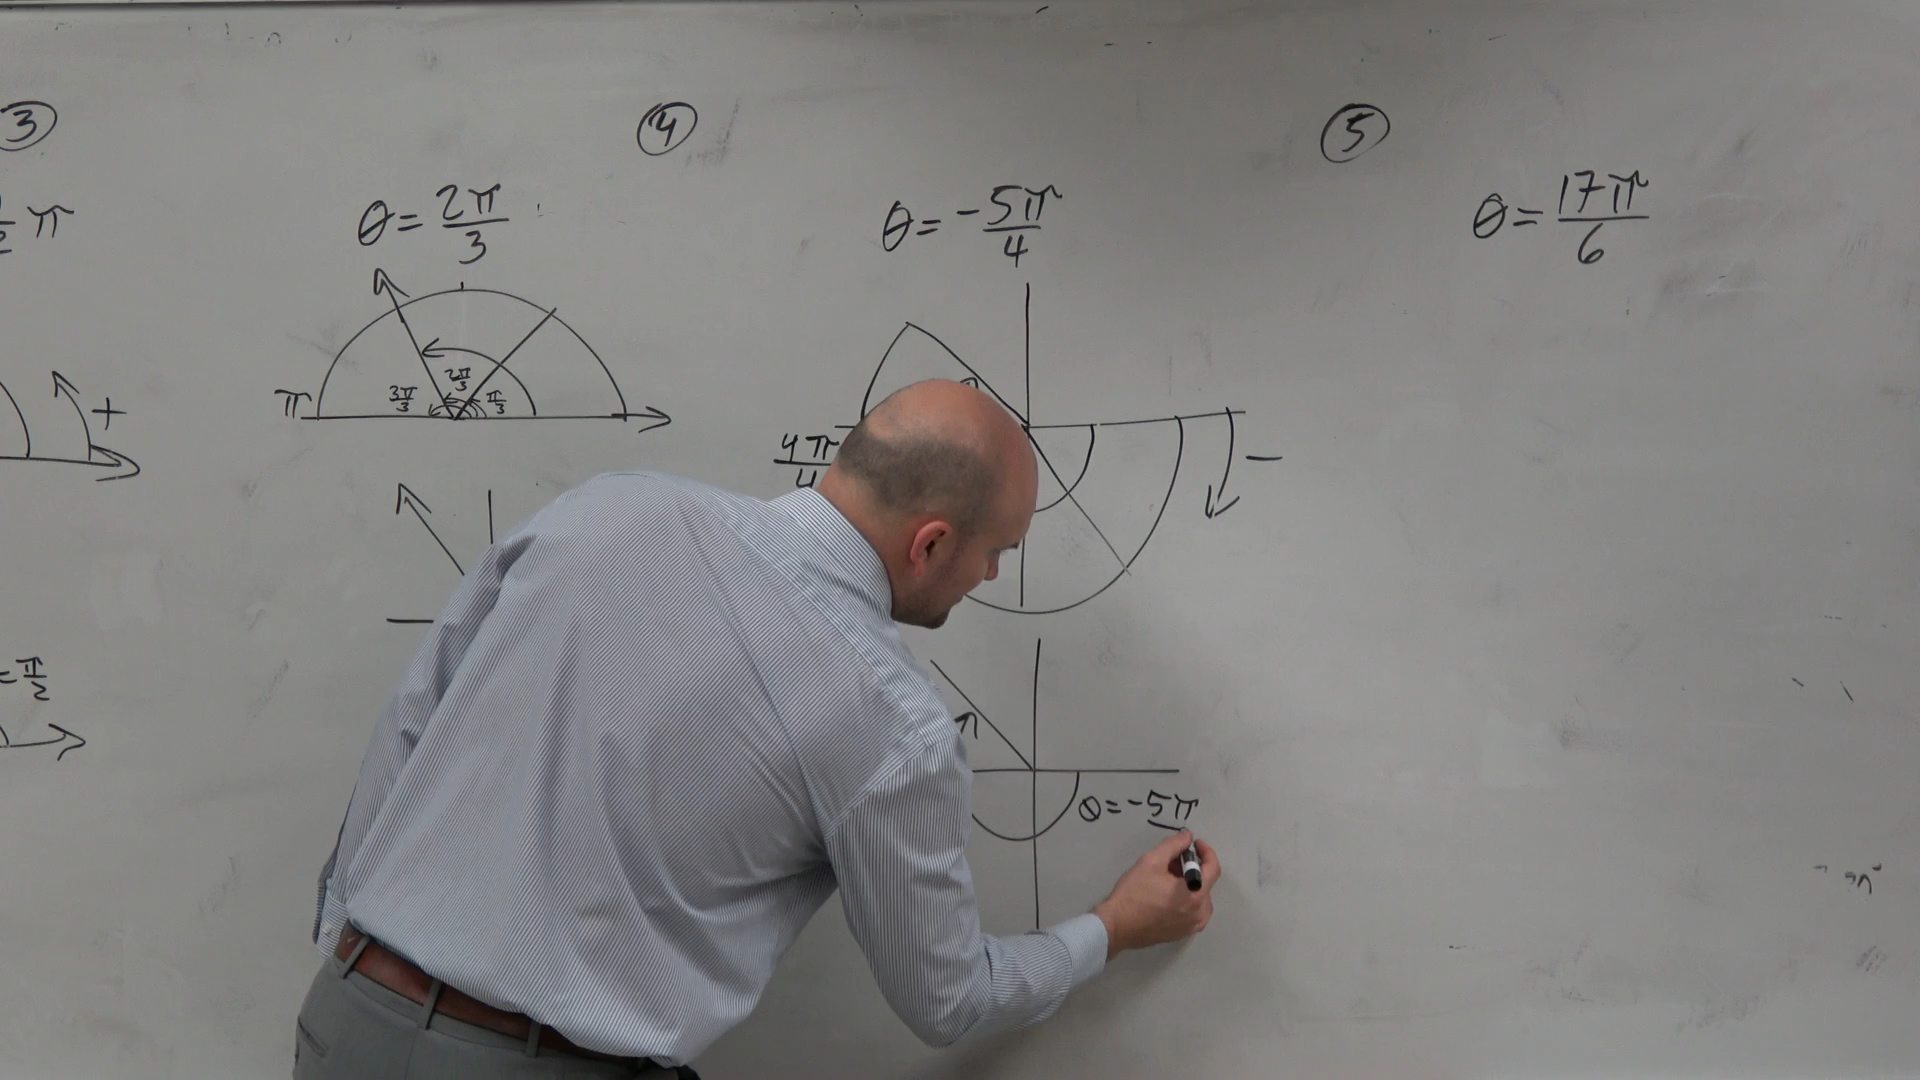 ③
④
⑤
π
θ = 2π/3
θ = -5π/4
θ = 17π/6
+
π
3π/3
2π/3
π/3
4π/4
−
= π/2
θ = -5π